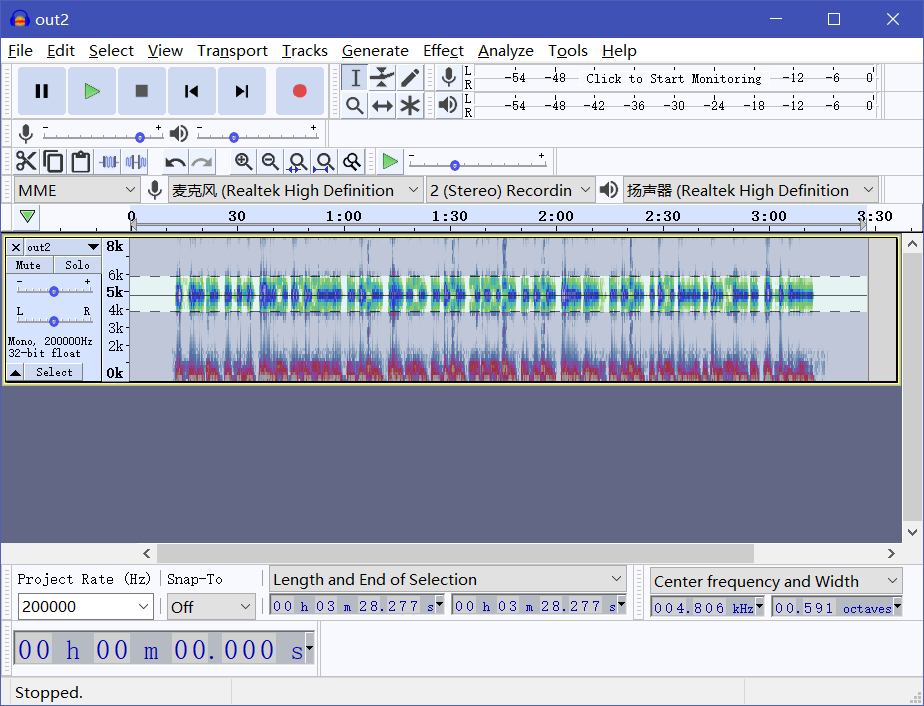 out2
File Edit Select View Transport Tracks Generate Effect Analyze Tools Help
L R -54 -48 Click to Start Monitoring -12 -6 0
L R -54 -48 -42 -36 -30 -24 -18 -12 -6 0
- + - +
- +
MME 麦克风 (Realtek High Definition 2 (Stereo) Recordin 扬声器 (Realtek High Definition
0 30 1:00 1:30 2:00 2:30 3:00 3:30
out2 8k
Mute Solo
- + 6k
5k
L R 4k
3k
Mono, 200000Hz
32-bit float 2k
Select 0k
Project Rate (Hz) Snap-To Length and End of Selection Center frequency and Width
200000 Off 00 h 03 m 28.277 s 00 h 03 m 28.277 s 004.806 kHz 00.591 octaves
00 h 00 m 00.000 s
Stopped.